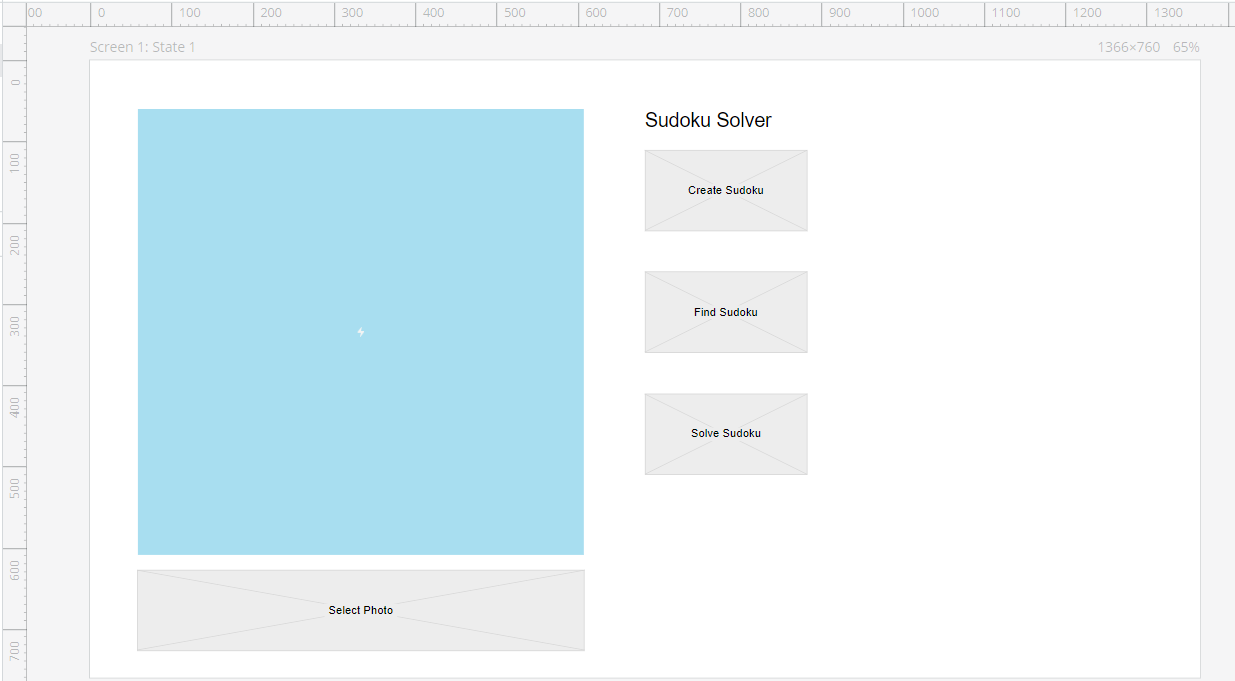 00 0 100 200 300 400 500 600 700 800 900 1000 1100 1200 1300
Screen 1: State 1
1366×760 65%
0
100
200
300
400
500
600
700
Sudoku Solver
Create Sudoku
Find Sudoku
Solve Sudoku
Select Photo